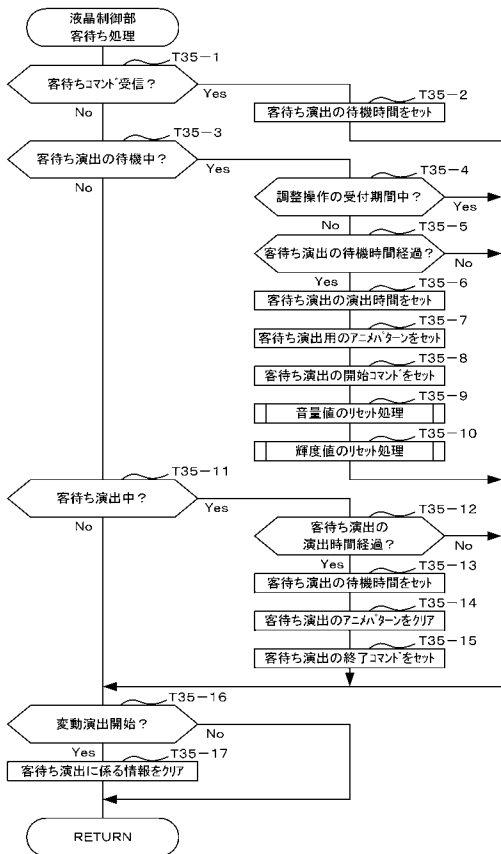 液晶制御部
客待ち処理
T35-1
客待ちコマンド受信？
Yes
No
T35-2
客待ち演出の待機時間をセット
T35-3
客待ち演出の待機中？
Yes
No
T35-4
調整操作の受付期間中？
Yes
No
T35-5
客待ち演出の待機時間経過？
No
Yes
T35-6
客待ち演出の演出時間をセット
T35-7
客待ち演出用のアニメパターンをセット
T35-8
客待ち演出の開始コマンドをセット
T35-9
音量値のリセット処理
T35-10
輝度値のリセット処理
T35-11
客待ち演出中？
Yes
No
T35-12
客待ち演出の
演出時間経過？
No
Yes
T35-13
客待ち演出の待機時間をセット
T35-14
客待ち演出のアニメパターンをクリア
T35-15
客待ち演出の終了コマンドをセット
T35-16
変動演出開始？
No
Yes
T35-17
客待ち演出に係る情報をクリア
RETURN